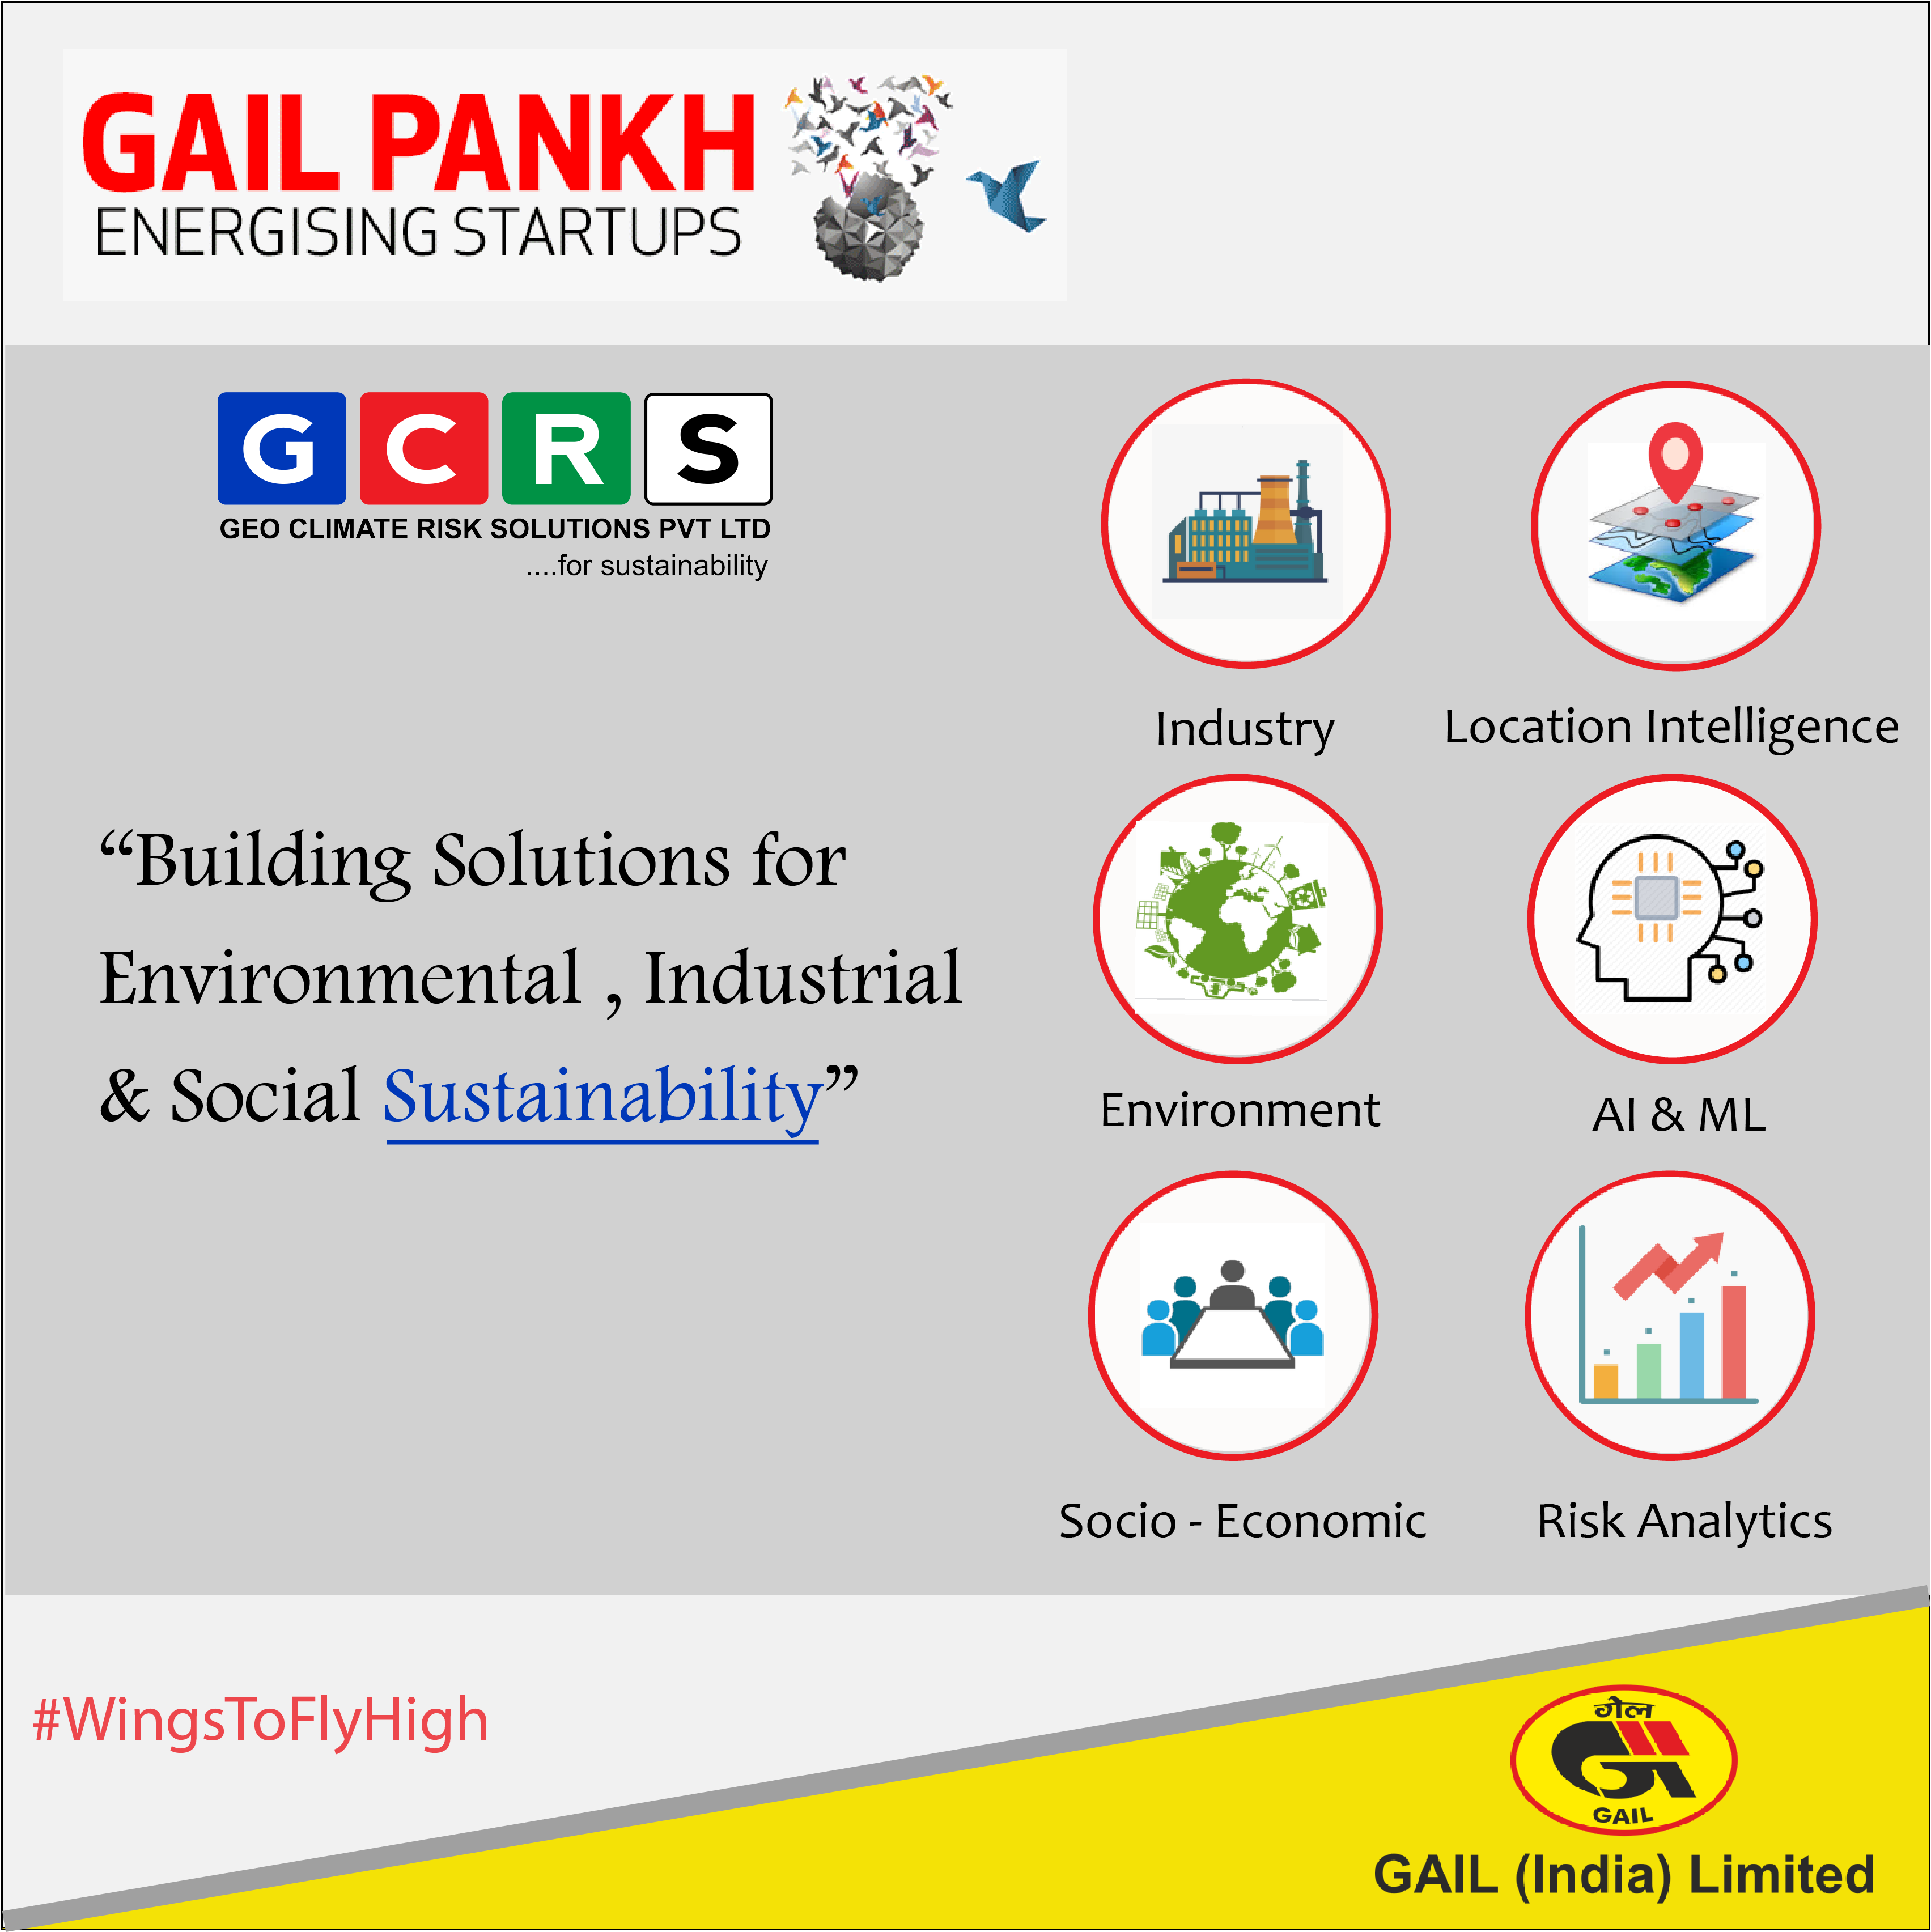 GAIL PANKH
ENERGISING STARTUPS
G C R S
GEO CLIMATE RISK SOLUTIONS PVT LTD
....for sustainability
“Building Solutions for
Environmental , Industrial
& Social Sustainability”
Industry
Location Intelligence
Environment
AI & ML
Socio - Economic
Risk Analytics
#WingsToFlyHigh
गेल
GAIL
GAIL (India) Limited